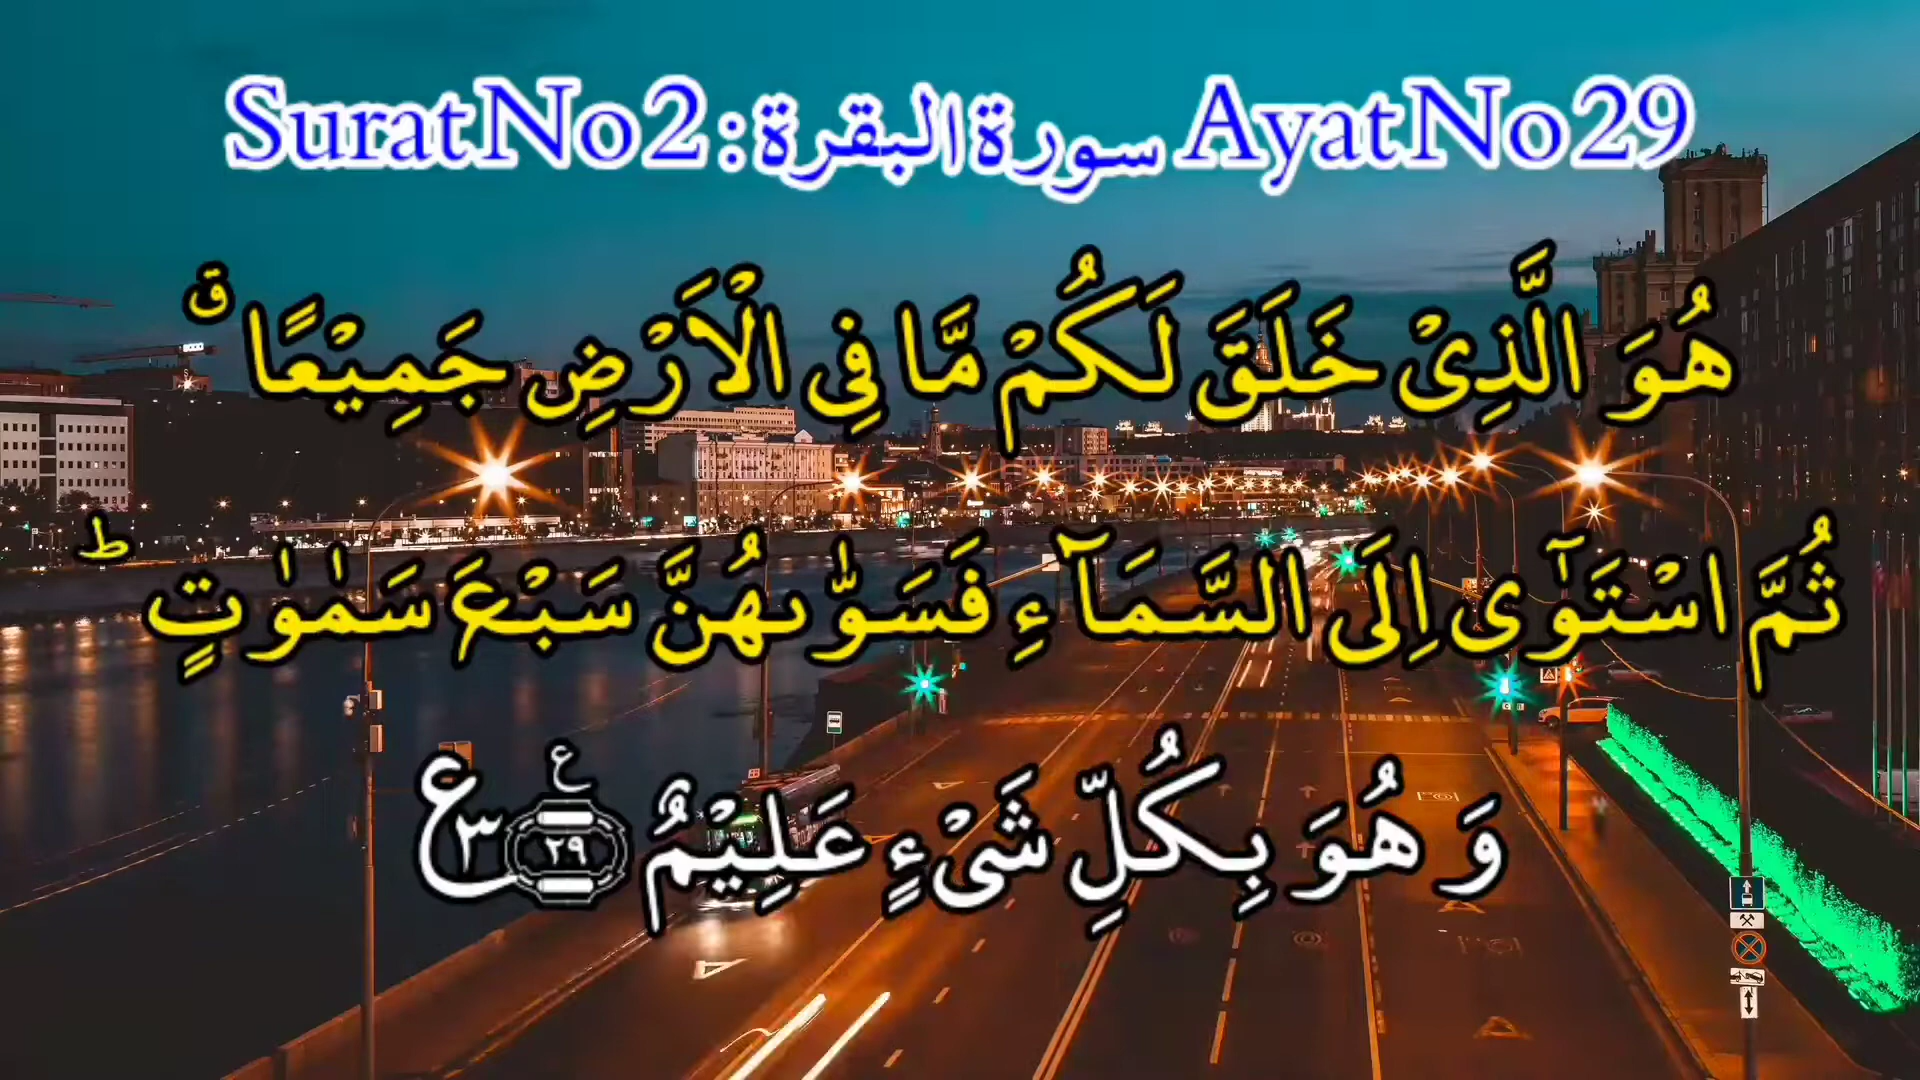 Surat No 2 : سورة البقرة Ayat No 29
هُوَ الَّذِیْ خَلَقَ لَكُمْ مَّا فِی الْاَرْضِ جَمِیْعًا ۗ
ثُمَّ اسْتَوٰۤی اِلَی السَّمَآءِ فَسَوّٰىهُنَّ سَبْعَ سَمٰوٰتٍ ؕ
وَ هُوَ بِكُلِّ شَیْءٍ عَلِیْمٌ ع ٢٩ ع ٣